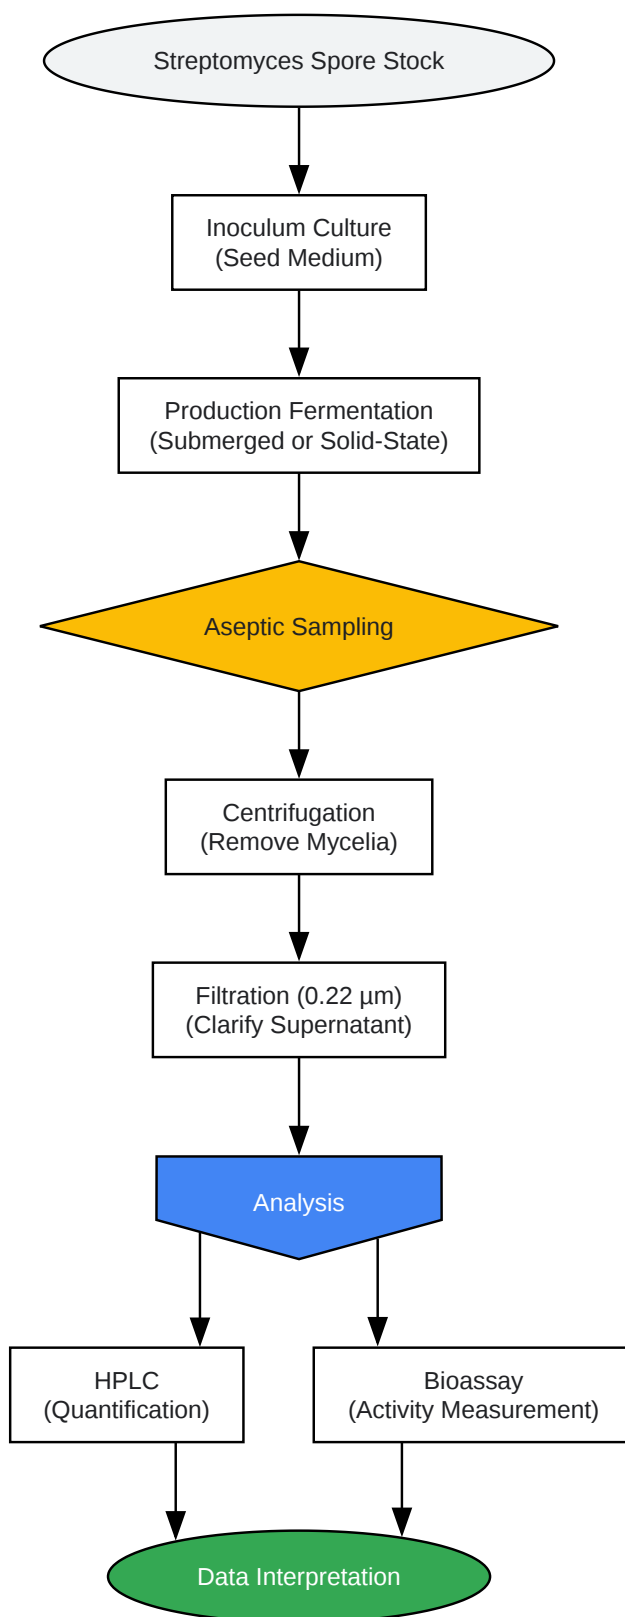 Streptomyces Spore Stock
Inoculum Culture
(Seed Medium)
Production Fermentation
(Submerged or Solid-State)
Aseptic Sampling
Centrifugation
(Remove Mycelia)
Filtration (0.22 µm)
(Clarify Supernatant)
Analysis
HPLC
(Quantification)
Bioassay
(Activity Measurement)
Data Interpretation